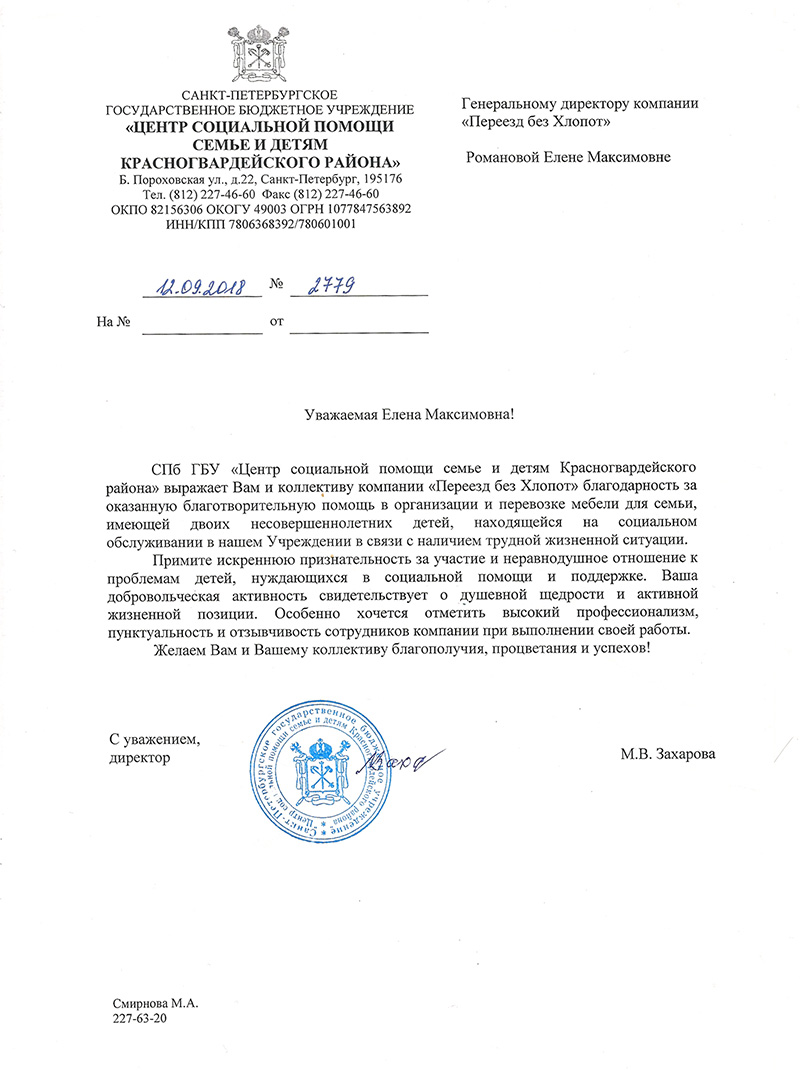 САНКТ-ПЕТЕРБУРГСКОЕ
ГОСУДАРСТВЕННОЕ БЮДЖЕТНОЕ УЧРЕЖДЕНИЕ
«ЦЕНТР СОЦИАЛЬНОЙ ПОМОЩИ
СЕМЬЕ И ДЕТЯМ
КРАСНОГВАРДЕЙСКОГО РАЙОНА»
Б. Пороховская ул., д.22, Санкт-Петербург, 195176
Тел. (812) 227-46-60 Факс (812) 227-46-60
ОКПО 82156306 ОКОГУ 49003 ОГРН 1077847563892
ИНН/КПП 7806368392/780601001
Генеральному директору компании
«Переезд без Хлопот»
Романовой Елене Максимовне
12.09.2018 № 2779
На № от
Уважаемая Елена Максимовна!
СПб ГБУ «Центр социальной помощи семье и детям Красногвардейского
района» выражает Вам и коллективу компании «Переезд без Хлопот» благодарность за
оказанную благотворительную помощь в организации и перевозке мебели для семьи,
имеющей двоих несовершеннолетних детей, находящейся на социальном
обслуживании в нашем Учреждении в связи с наличием трудной жизненной ситуации.
Примите искреннюю признательность за участие и неравнодушное отношение к
проблемам детей, нуждающихся в социальной помощи и поддержке. Ваша
добровольческая активность свидетельствует о душевной щедрости и активной
жизненной позиции. Особенно хочется отметить высокий профессионализм,
пунктуальность и отзывчивость сотрудников компании при выполнении своей работы.
Желаем Вам и Вашему коллективу благополучия, процветания и успехов!
С уважением,
директор
М.В. Захарова
Санкт-Петербургское государственное бюджетное учреждение
Смирнова М.А.
227-63-20